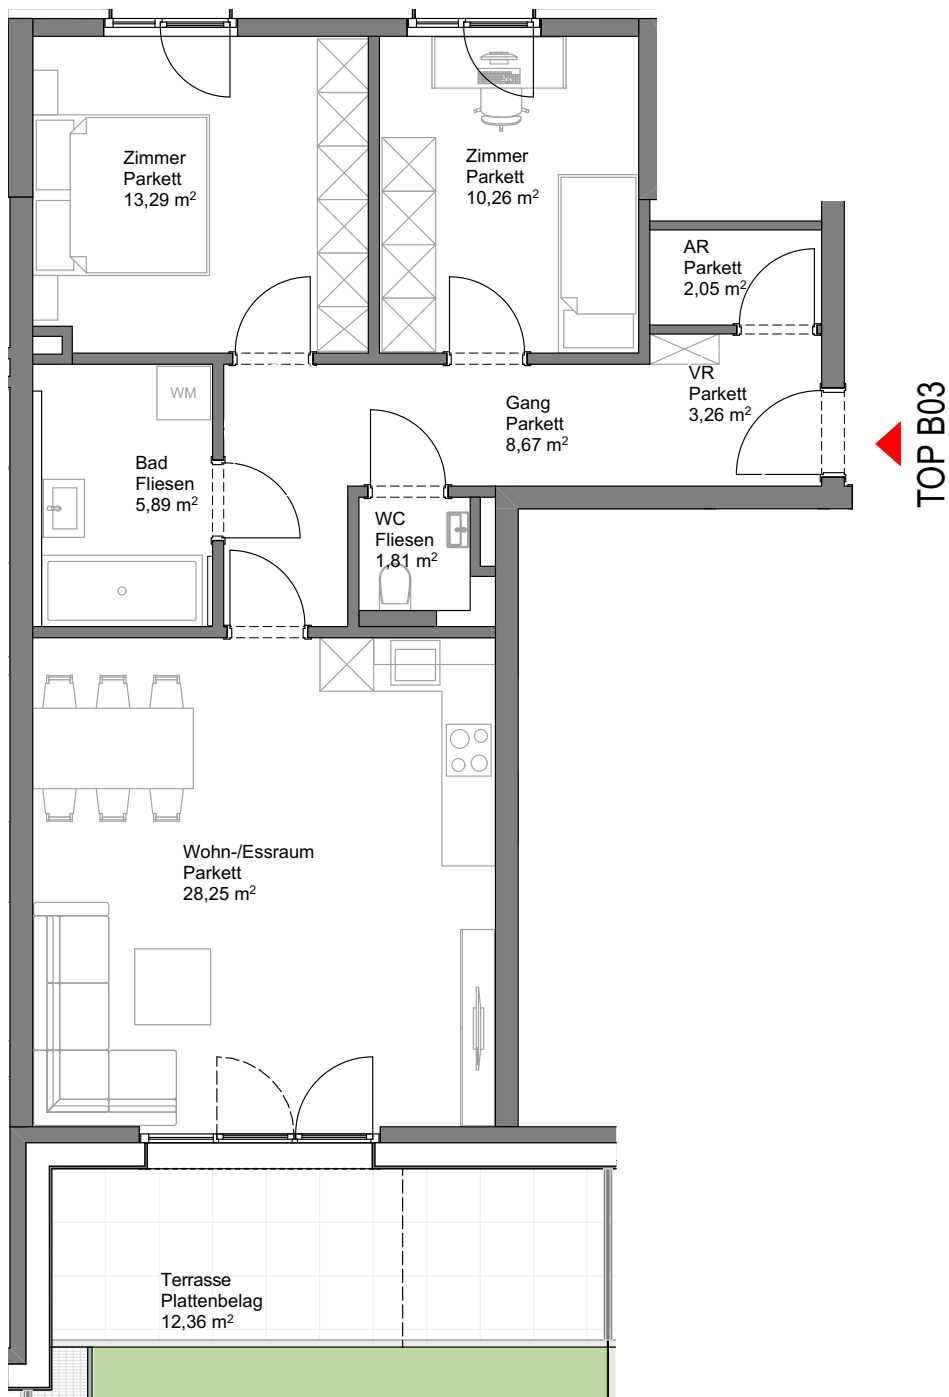 Zimmer
Parkett
13,29 m²
Zimmer
Parkett
10,26 m²
AR
Parkett
2,05 m²
VR
Parkett
3,26 m²
Gang
Parkett
8,67 m²
WM
Bad
Fliesen
5,89 m²
WC
Fliesen
1,81 m²
TOP B03
Wohn-/Essraum
Parkett
28,25 m²
Terrasse
Plattenbelag
12,36 m²